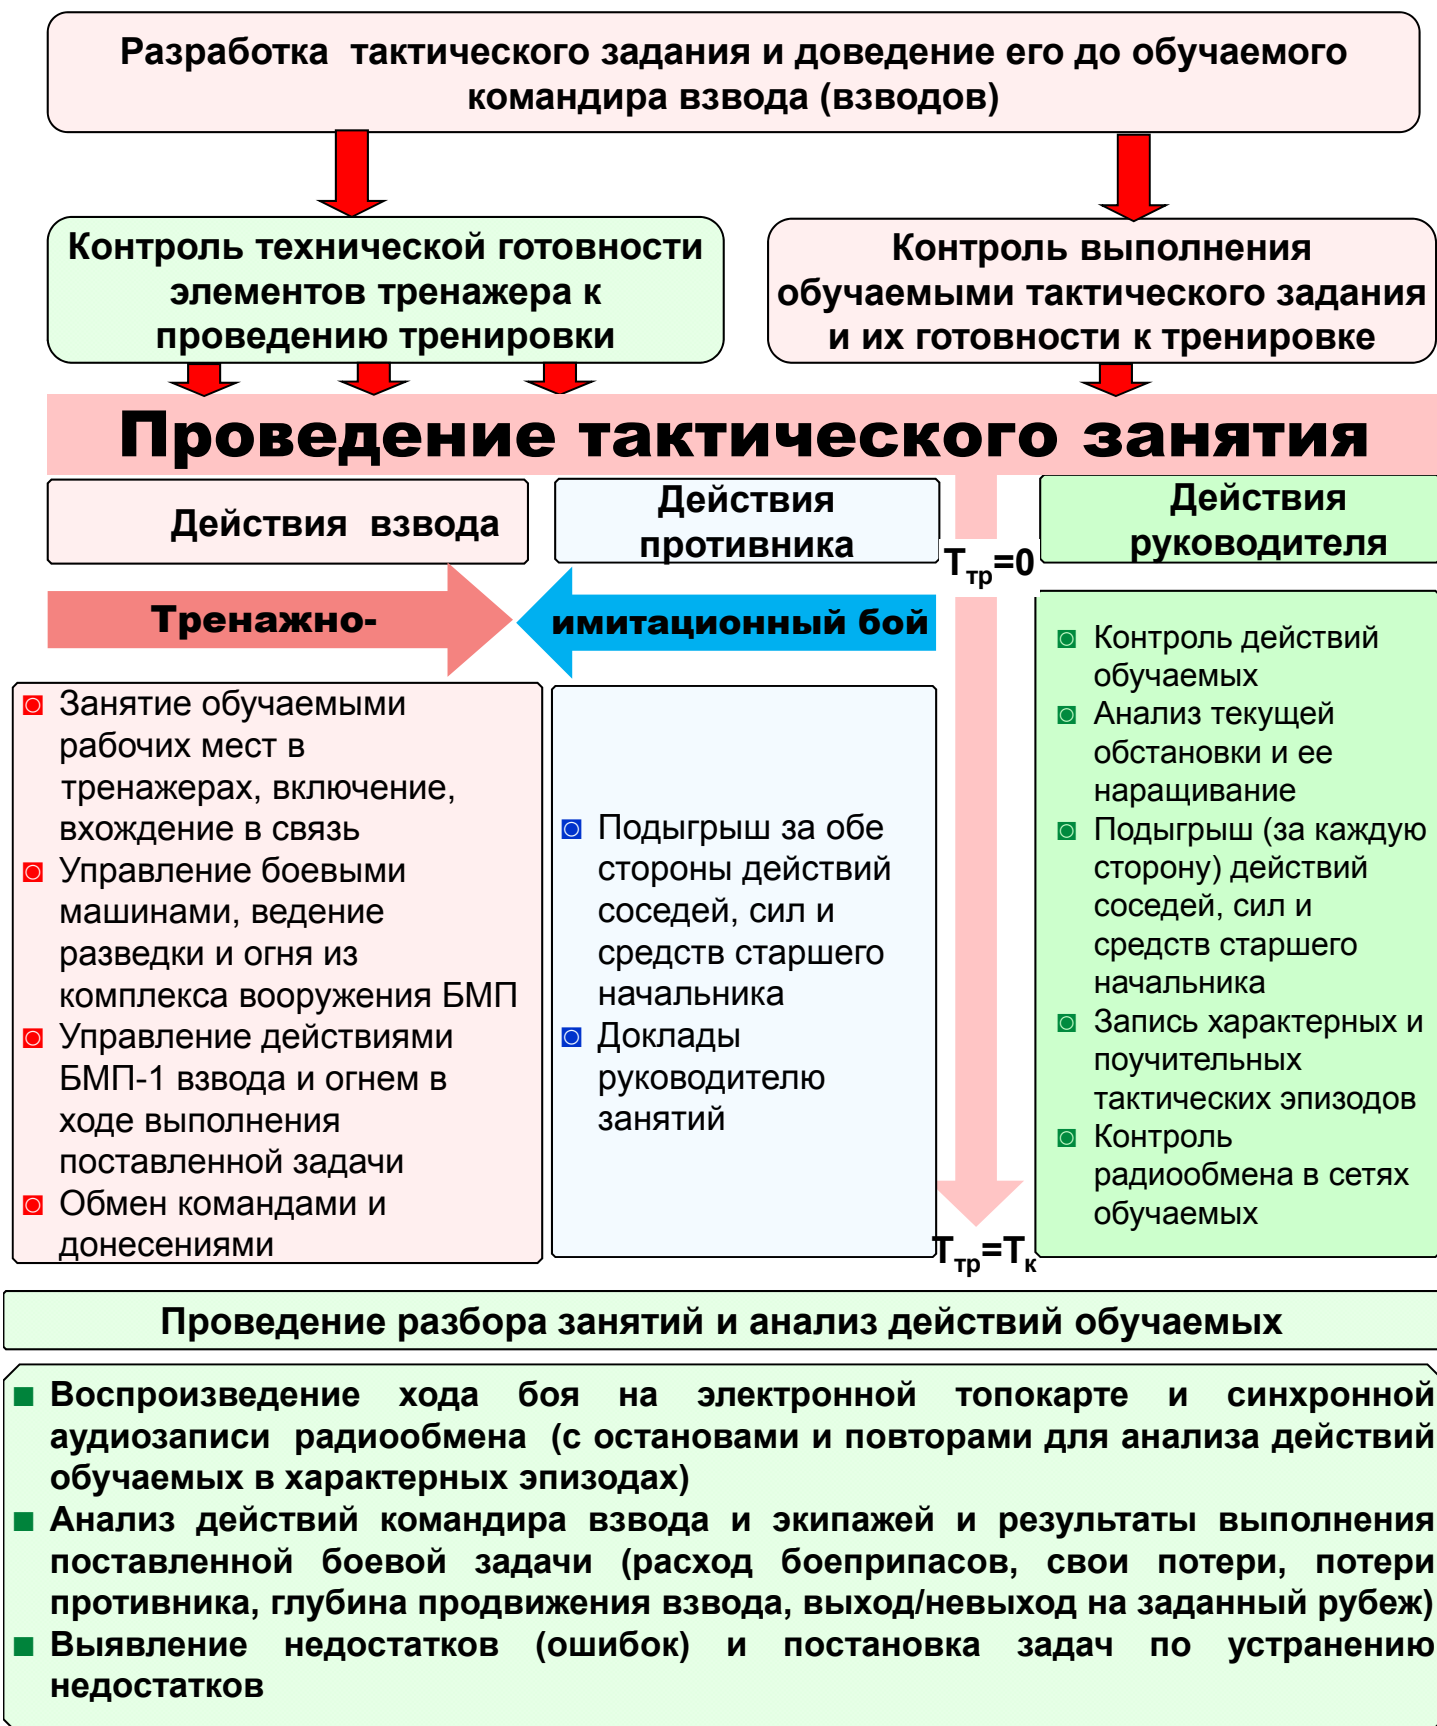 Разработка тактического задания и доведение его до обучаемого
командира взвода (взводов)
Контроль технической готовности
элементов тренажера к
проведению тренировки
Контроль выполнения
обучаемыми тактического задания
и их готовности к тренировке
Проведение тактического занятия
Действия взвода
Действия
противника
Tтр=0
Действия
руководителя
Тренажно-
имитационный бой
Занятие обучаемыми
рабочих мест в
тренажерах, включение,
вхождение в связь
Управление боевыми
машинами, ведение
разведки и огня из
комплекса вооружения БМП
Управление действиями
БМП-1 взвода и огнем в
ходе выполнения
поставленной задачи
Обмен командами и
донесениями
Подыгрыш за обе
стороны действий
соседей, сил и
средств старшего
начальника
Доклады
руководителю
занятий
Tтр=Tк
Контроль действий
обучаемых
Анализ текущей
обстановки и ее
наращивание
Подыгрыш (за каждую
сторону) действий
соседей, сил и
средств старшего
начальника
Запись характерных и
поучительных
тактических эпизодов
Контроль
радиообмена в сетях
обучаемых
Проведение разбора занятий и анализ действий обучаемых
Воспроизведение хода боя на электронной топокарте и синхронной
аудиозаписи радиообмена (с остановами и повторами для анализа действий
обучаемых в характерных эпизодах)
Анализ действий командира взвода и экипажей и результаты выполнения
поставленной боевой задачи (расход боеприпасов, свои потери, потери
противника, глубина продвижения взвода, выход/невыход на заданный рубеж)
Выявление недостатков (ошибок) и постановка задач по устранению
недостатков